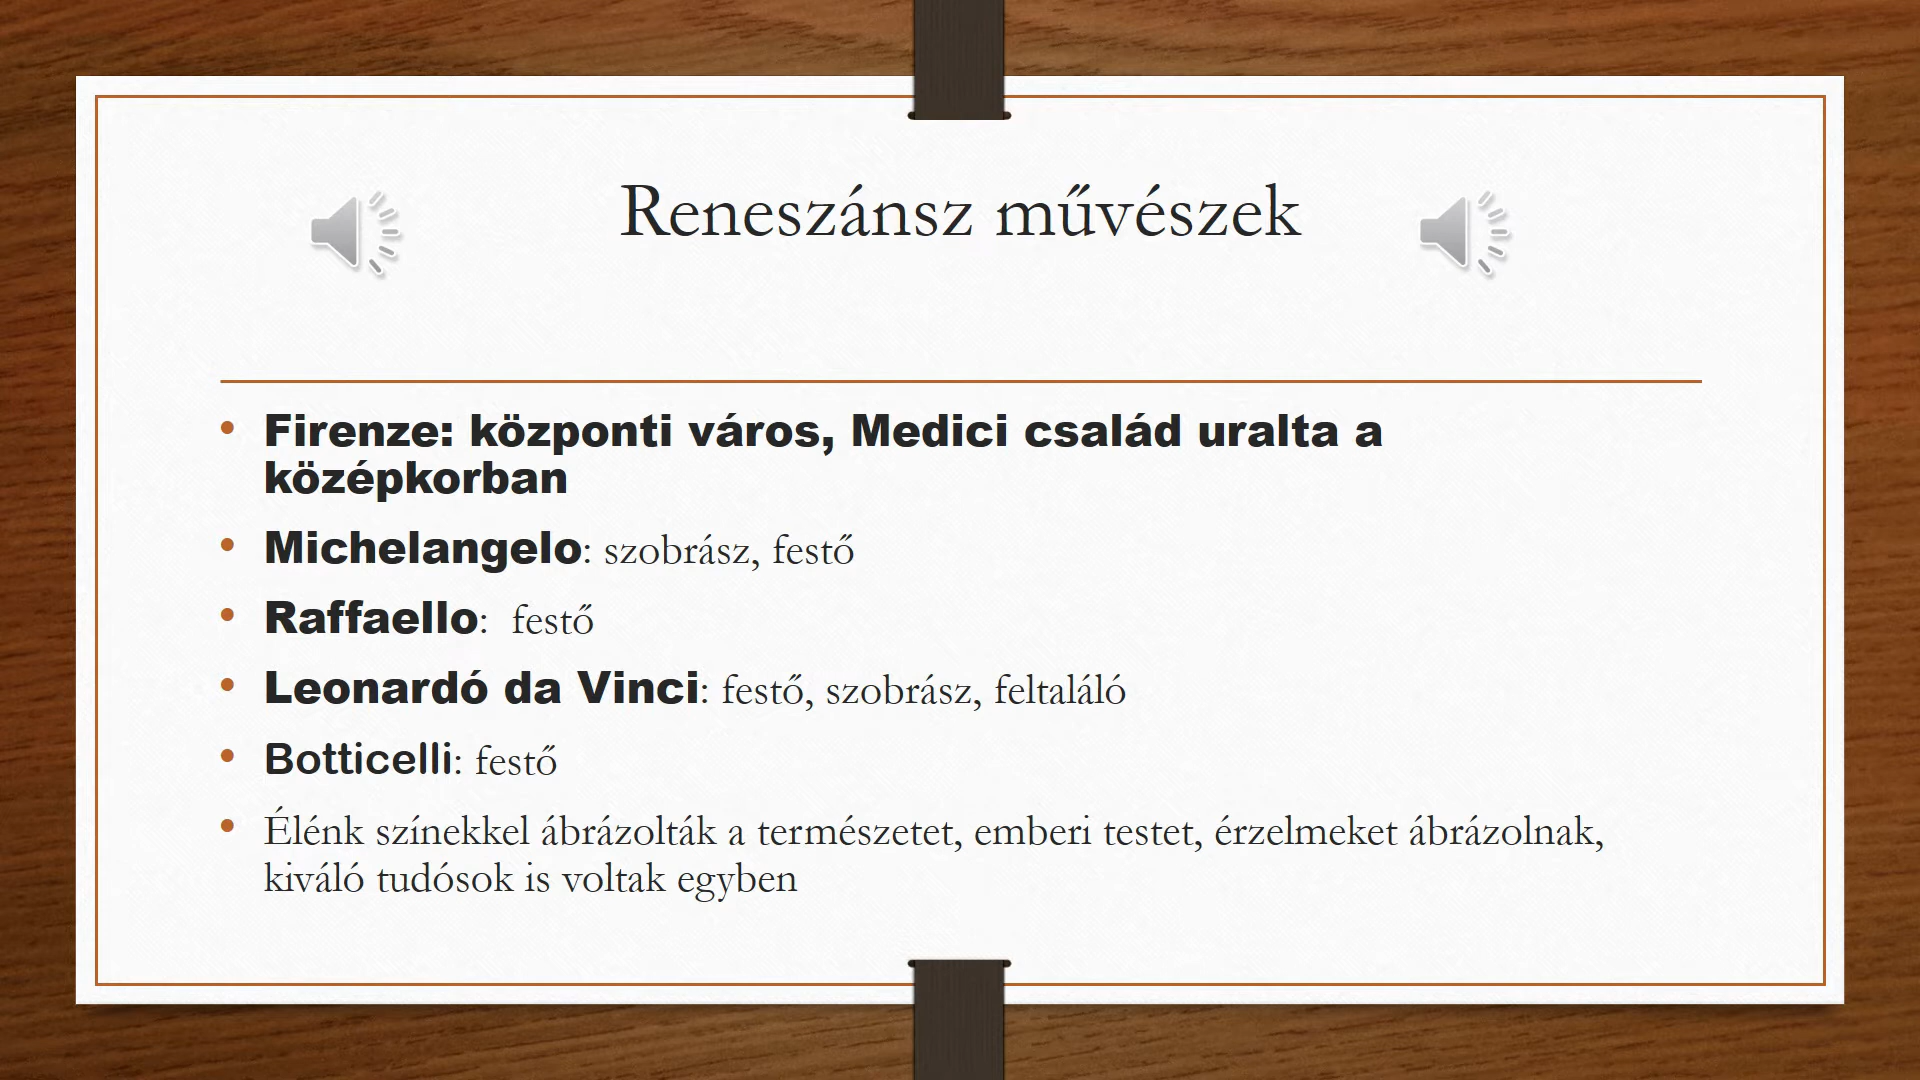 Reneszánsz művészek
• Firenze: központi város, Medici család uralta a
középkorban
• Michelangelo: szobrász, festő
• Raffaello:  festő
• Leonardó da Vinci: festő, szobrász, feltaláló
• Botticelli: festő
• Élénk színekkel ábrázolták a természetet, emberi testet, érzelmeket ábrázolnak,
kiváló tudósok is voltak egyben